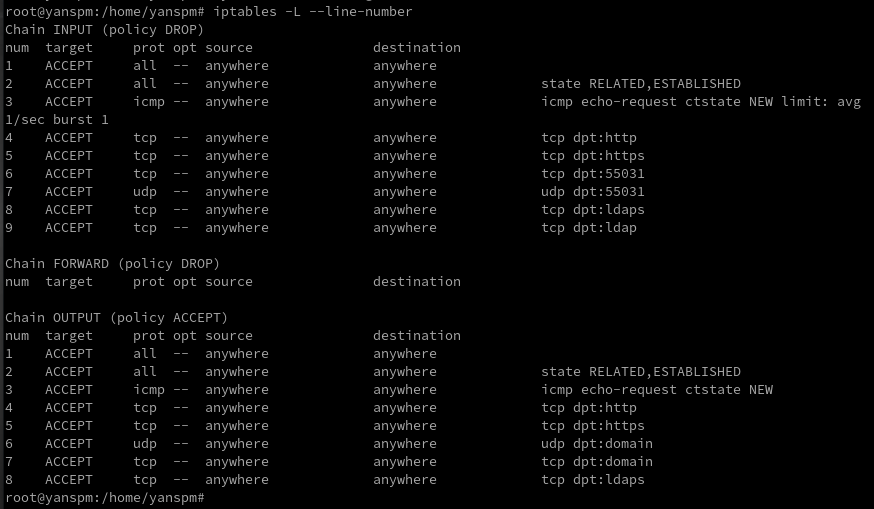 root@yanspm:/home/yanspm# iptables -L --line-number
Chain INPUT (policy DROP)
num  target     prot opt source               destination
1    ACCEPT     all  --  anywhere             anywhere
2    ACCEPT     all  --  anywhere             anywhere             state RELATED,ESTABLISHED
3    ACCEPT     icmp --  anywhere             anywhere             icmp echo-request ctstate NEW limit: avg
1/sec burst 1
4    ACCEPT     tcp  --  anywhere             anywhere             tcp dpt:http
5    ACCEPT     tcp  --  anywhere             anywhere             tcp dpt:https
6    ACCEPT     tcp  --  anywhere             anywhere             tcp dpt:55031
7    ACCEPT     udp  --  anywhere             anywhere             udp dpt:55031
8    ACCEPT     tcp  --  anywhere             anywhere             tcp dpt:ldaps
9    ACCEPT     tcp  --  anywhere             anywhere             tcp dpt:ldap

Chain FORWARD (policy DROP)
num  target     prot opt source               destination

Chain OUTPUT (policy ACCEPT)
num  target     prot opt source               destination
1    ACCEPT     all  --  anywhere             anywhere
2    ACCEPT     all  --  anywhere             anywhere             state RELATED,ESTABLISHED
3    ACCEPT     icmp --  anywhere             anywhere             icmp echo-request ctstate NEW
4    ACCEPT     tcp  --  anywhere             anywhere             tcp dpt:http
5    ACCEPT     tcp  --  anywhere             anywhere             tcp dpt:https
6    ACCEPT     udp  --  anywhere             anywhere             udp dpt:domain
7    ACCEPT     tcp  --  anywhere             anywhere             tcp dpt:domain
8    ACCEPT     tcp  --  anywhere             anywhere             tcp dpt:ldaps
root@yanspm:/home/yanspm#